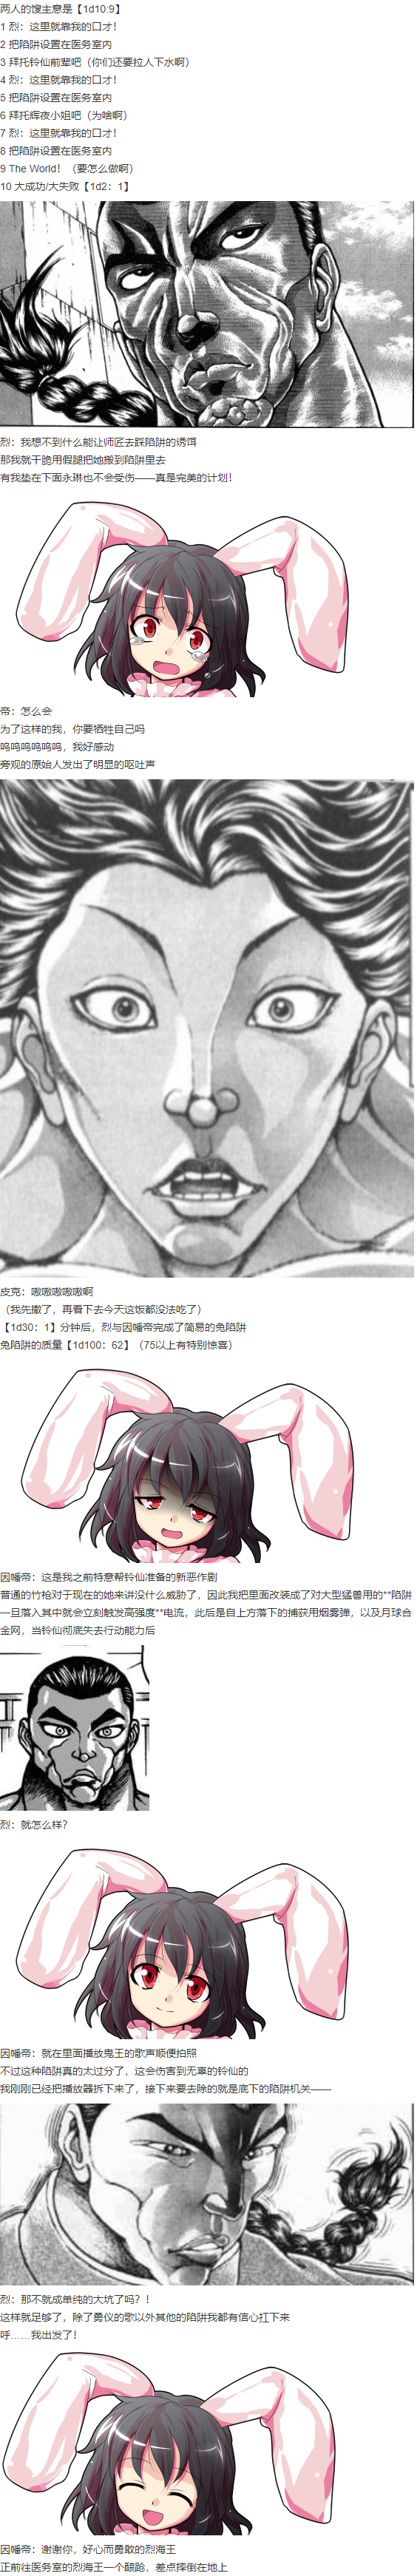 两人的馊主意是【1d10:9】
1 烈：这里就靠我的口才！
2 把陷阱设置在医务室内
3 拜托铃仙前辈吧（你们还要拉人下水啊）
4 烈：这里就靠我的口才！
5 把陷阱设置在医务室内
6 拜托辉夜小姐吧（为啥啊）
7 烈：这里就靠我的口才！
8 把陷阱设置在医务室内
9 The World！（要怎么做啊）
10 大成功/大失败【1d2：1】
烈：我想不到什么能让师匠去踩陷阱的诱饵
那我就干脆用假腿把她搬到陷阱里去
有我垫在下面永琳也不会受伤——真是完美的计划！
帝：怎么会
为了这样的我，你要牺牲自己吗
呜呜呜呜呜呜，我好感动
旁观的原始人发出了明显的呕吐声
皮克：嗷嗷嗷嗷嗷啊
（我先撤了，再看下去今天这饭都没法吃了）
【1d30：1】分钟后，烈与因幡帝完成了简易的兔陷阱
兔陷阱的质量【1d100：62】（75以上有特别惊喜）
因幡帝：这是我之前特意帮铃仙准备的新恶作剧
普通的竹枪对于现在的她来讲没什么威胁了，因此我把里面改装成了对大型猛兽用的**陷阱
一旦落入其中就会立刻触发高强度**电流，此后是自上方落下的捕获用烟雾弹，以及月球合
金网，当铃仙彻底失去行动能力后
烈：就怎么样？
因幡帝：就在里面播放鬼王的歌声顺便拍照
不过这种陷阱真的太过分了，这会伤害到无辜的铃仙的
我刚刚已经把播放器拆下来了，接下来要去除的就是底下的陷阱机关——
烈：那不就成单纯的大坑了吗？！
这样就足够了，除了勇仪的歌以外其他的陷阱我都有信心扛下来
呼……我出发了！
因幡帝：谢谢你，好心而勇敢的烈海王
正前往医务室的烈海王一个踉跄，差点摔倒在地上